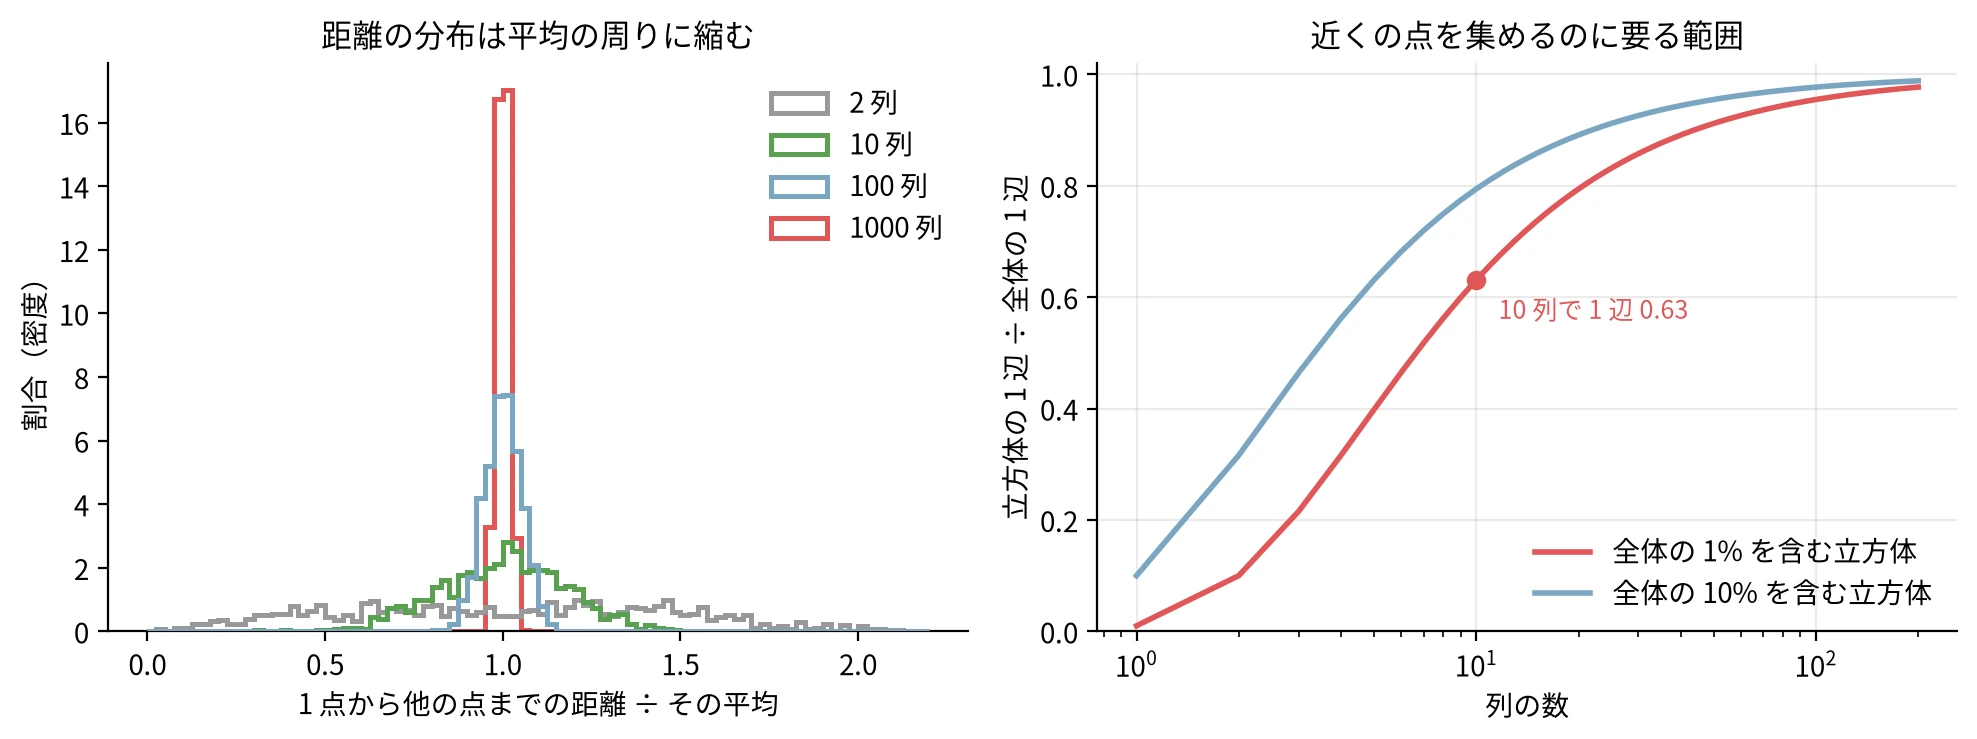 距離の分布は平均の周りに縮む
割合（密度）
16
14
12
10
8
6
4
2
0
0.0 0.5 1.0 1.5 2.0
1 点から他の点までの距離 ÷ その平均
2 列
10 列
100 列
1000 列
近くの点を集めるのに要る範囲
立方体の 1 辺 ÷ 全体の 1 辺
1.0
0.8
0.6
0.4
0.2
0.0
10⁰ 10¹ 10²
列の数
10 列で 1 辺 0.63
全体の 1% を含む立方体
全体の 10% を含む立方体